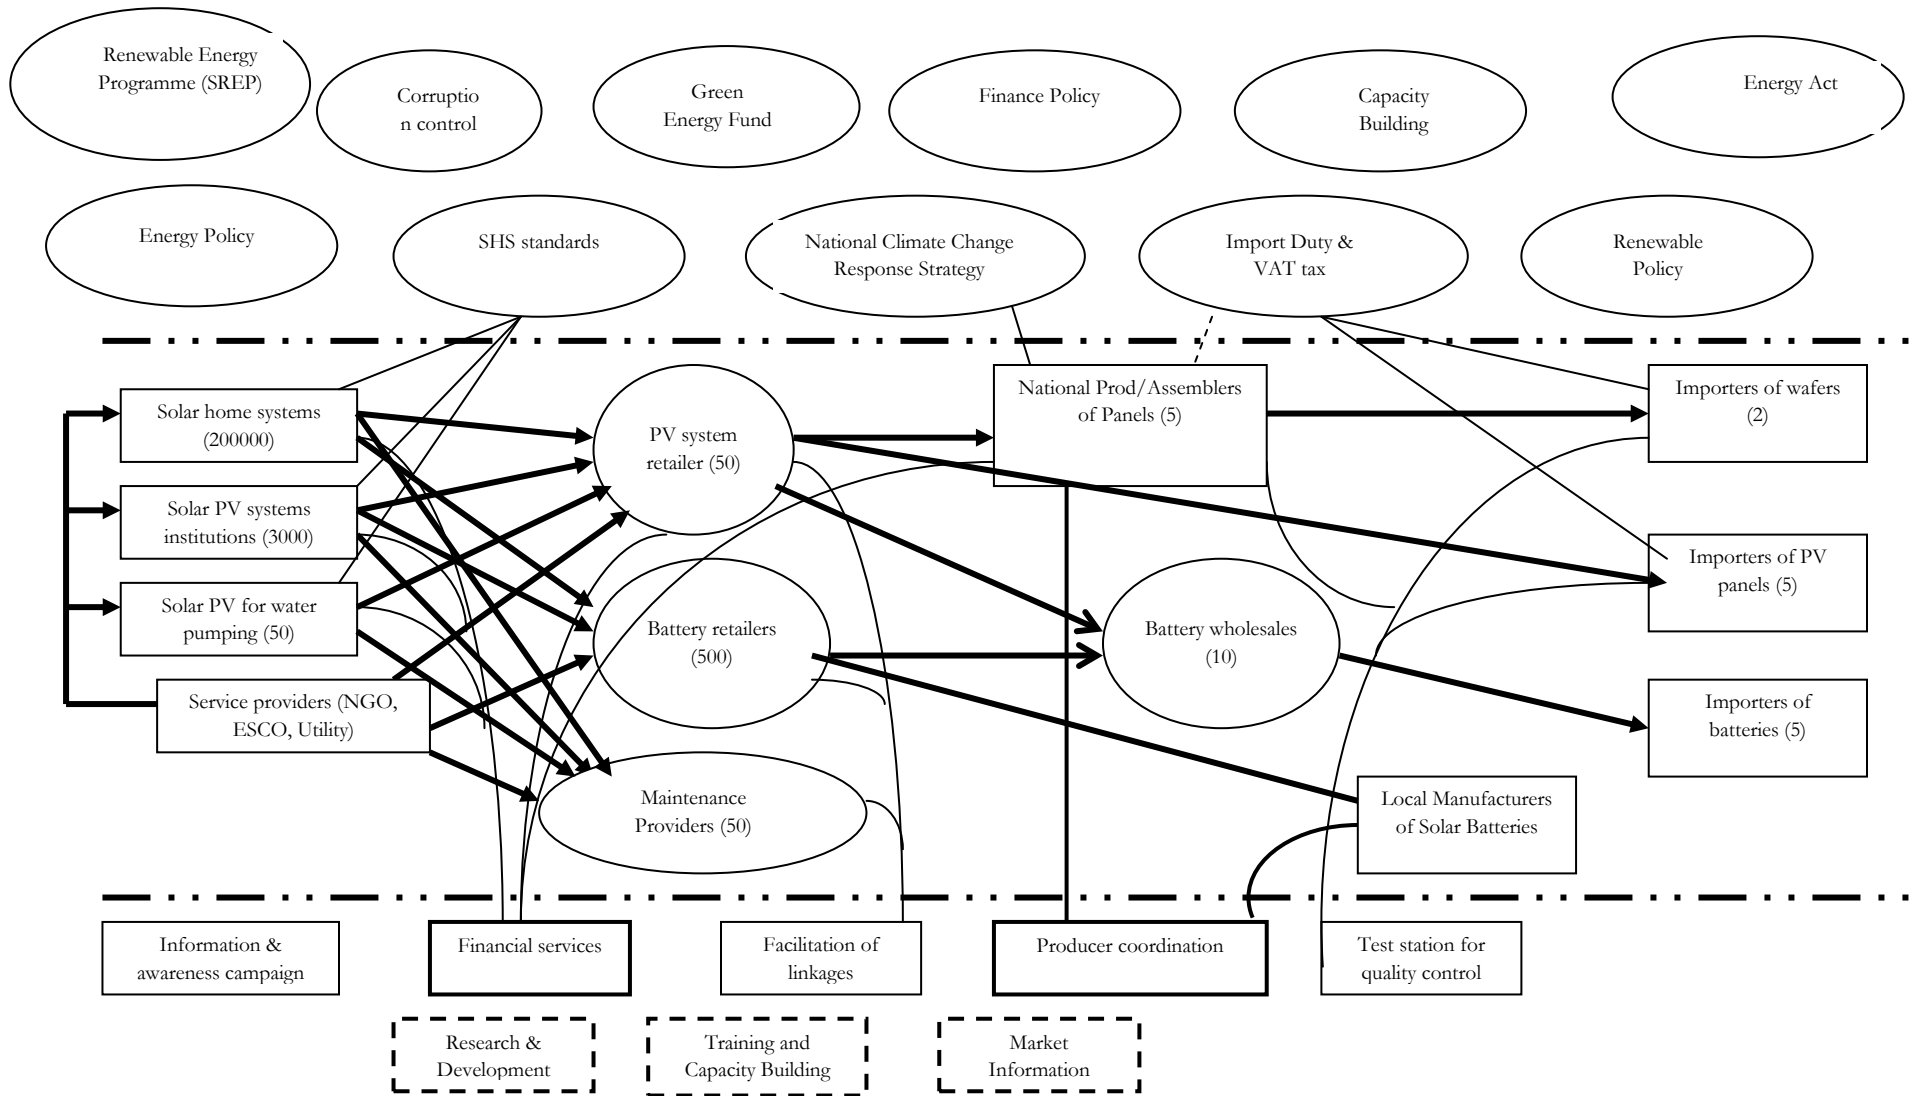 Renewable Energy
Programme (SREP)
Corruptio
n control
Green
Energy Fund
Finance Policy
Capacity
Building
Energy Act
Energy Policy
SHS standards
National Climate Change
Response Strategy
Import Duty &
VAT tax
Renewable
Policy
Solar home systems
(200000)
PV system
retailer (50)
National Prod/Assemblers
of Panels (5)
Importers of wafers
(2)
Solar PV systems
institutions (3000)
Importers of PV
panels (5)
Solar PV for water
pumping (50)
Battery retailers
(500)
Battery wholesales
(10)
Service providers (NGO,
ESCO, Utility)
Importers of
batteries (5)
Maintenance
Providers (50)
Local Manufacturers
of Solar Batteries
Information &
awareness campaign
Financial services
Facilitation of
linkages
Producer coordination
Test station for
quality control
Research &
Development
Training and
Capacity Building
Market
Information